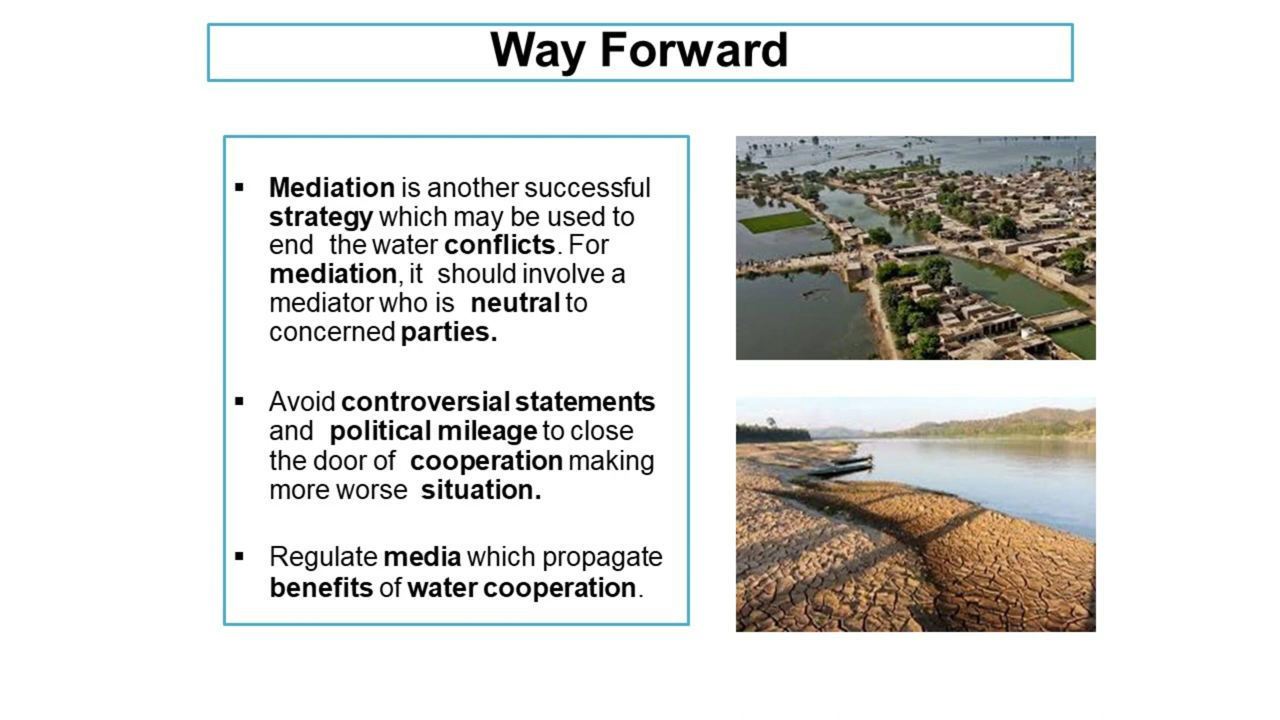 Way Forward
▪ Mediation is another successful
strategy which may be used to
end the water conflicts. For
mediation, it should involve a
mediator who is neutral to
concerned parties.
▪ Avoid controversial statements
and political mileage to close
the door of cooperation making
more worse situation.
▪ Regulate media which propagate
benefits of water cooperation.